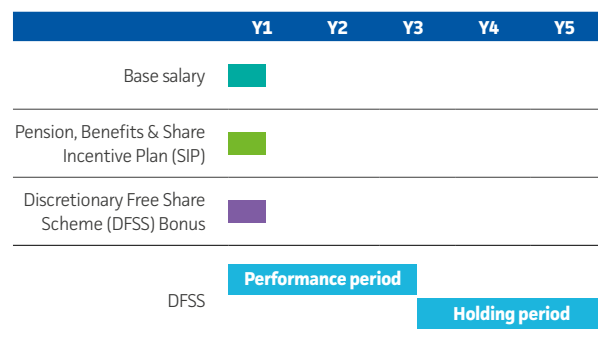 Y1 Y2 Y3 Y4 Y5
Base salary
Pension, Benefits & Share
Incentive Plan (SIP)
Discretionary Free Share
Scheme (DFSS) Bonus
DFSS
Performance period
Holding period